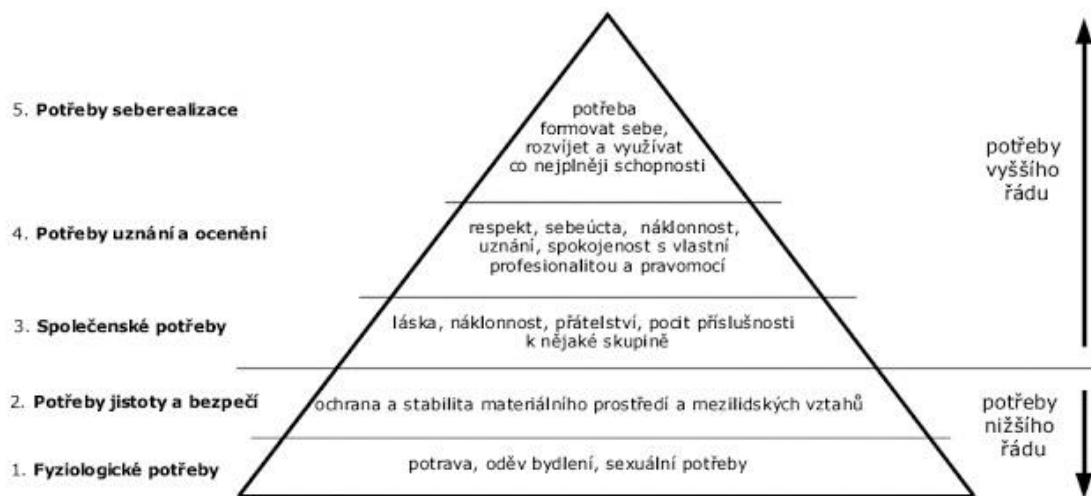 5. Potřeby seberealizace
potřeba
formovat sebe,
rozvíjet a využívat
co nejplněji schopnosti
potřeby
vyššího
řádu
4. Potřeby uznání a ocenění
respekt, sebeúcta, náklonnost,
uznání, spokojenost s vlastní
profesionalitou a pravomocí
3. Společenské potřeby
láska, náklonnost, přátelství, pocit příslušnosti
k nějaké skupině
2. Potřeby jistoty a bezpečí
ochrana a stabilita materiálního prostředí a mezilidských vztahů
potřeby
nižšího
řádu
1. Fyziologické potřeby
potrava, oděv bydlení, sexuální potřeby